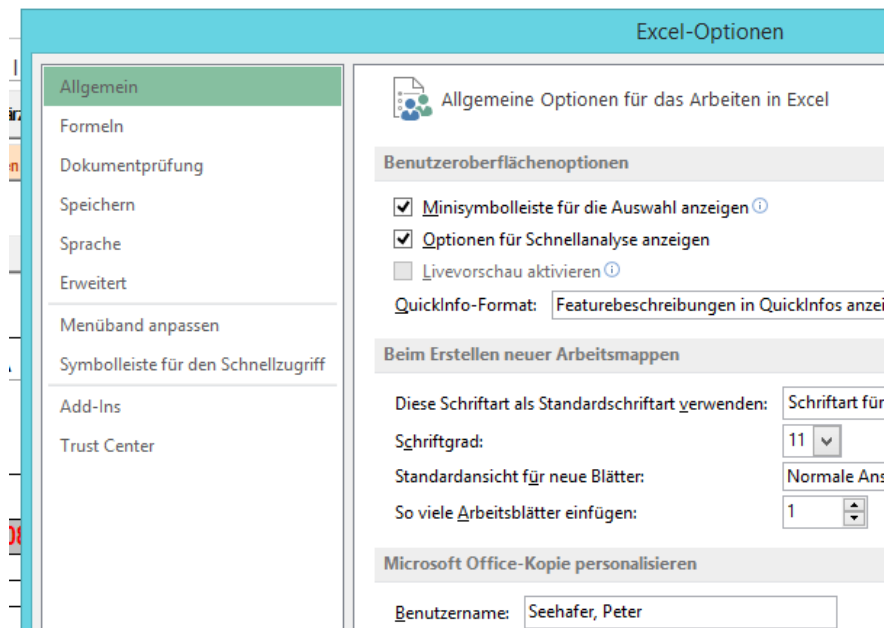 Excel-Optionen
Allgemein
Formeln
Dokumentprüfung
Speichern
Sprache
Erweitert
Menüband anpassen
Symbolleiste für den Schnellzugriff
Add-Ins
Trust Center
Allgemeine Optionen für das Arbeiten in Excel
Benutzeroberflächenoptionen
Minisymbolleiste für die Auswahl anzeigen
Optionen für Schnellanalyse anzeigen
Livevorschau aktivieren
QuickInfo-Format: Featurebeschreibungen in QuickInfos anzei
Beim Erstellen neuer Arbeitsmappen
Diese Schriftart als Standardschriftart verwenden: Schriftart für
Schriftgrad: 11
Standardansicht für neue Blätter: Normale Ans
So viele Arbeitsblätter einfügen: 1
Microsoft Office-Kopie personalisieren
Benutzername: Seehafer, Peter